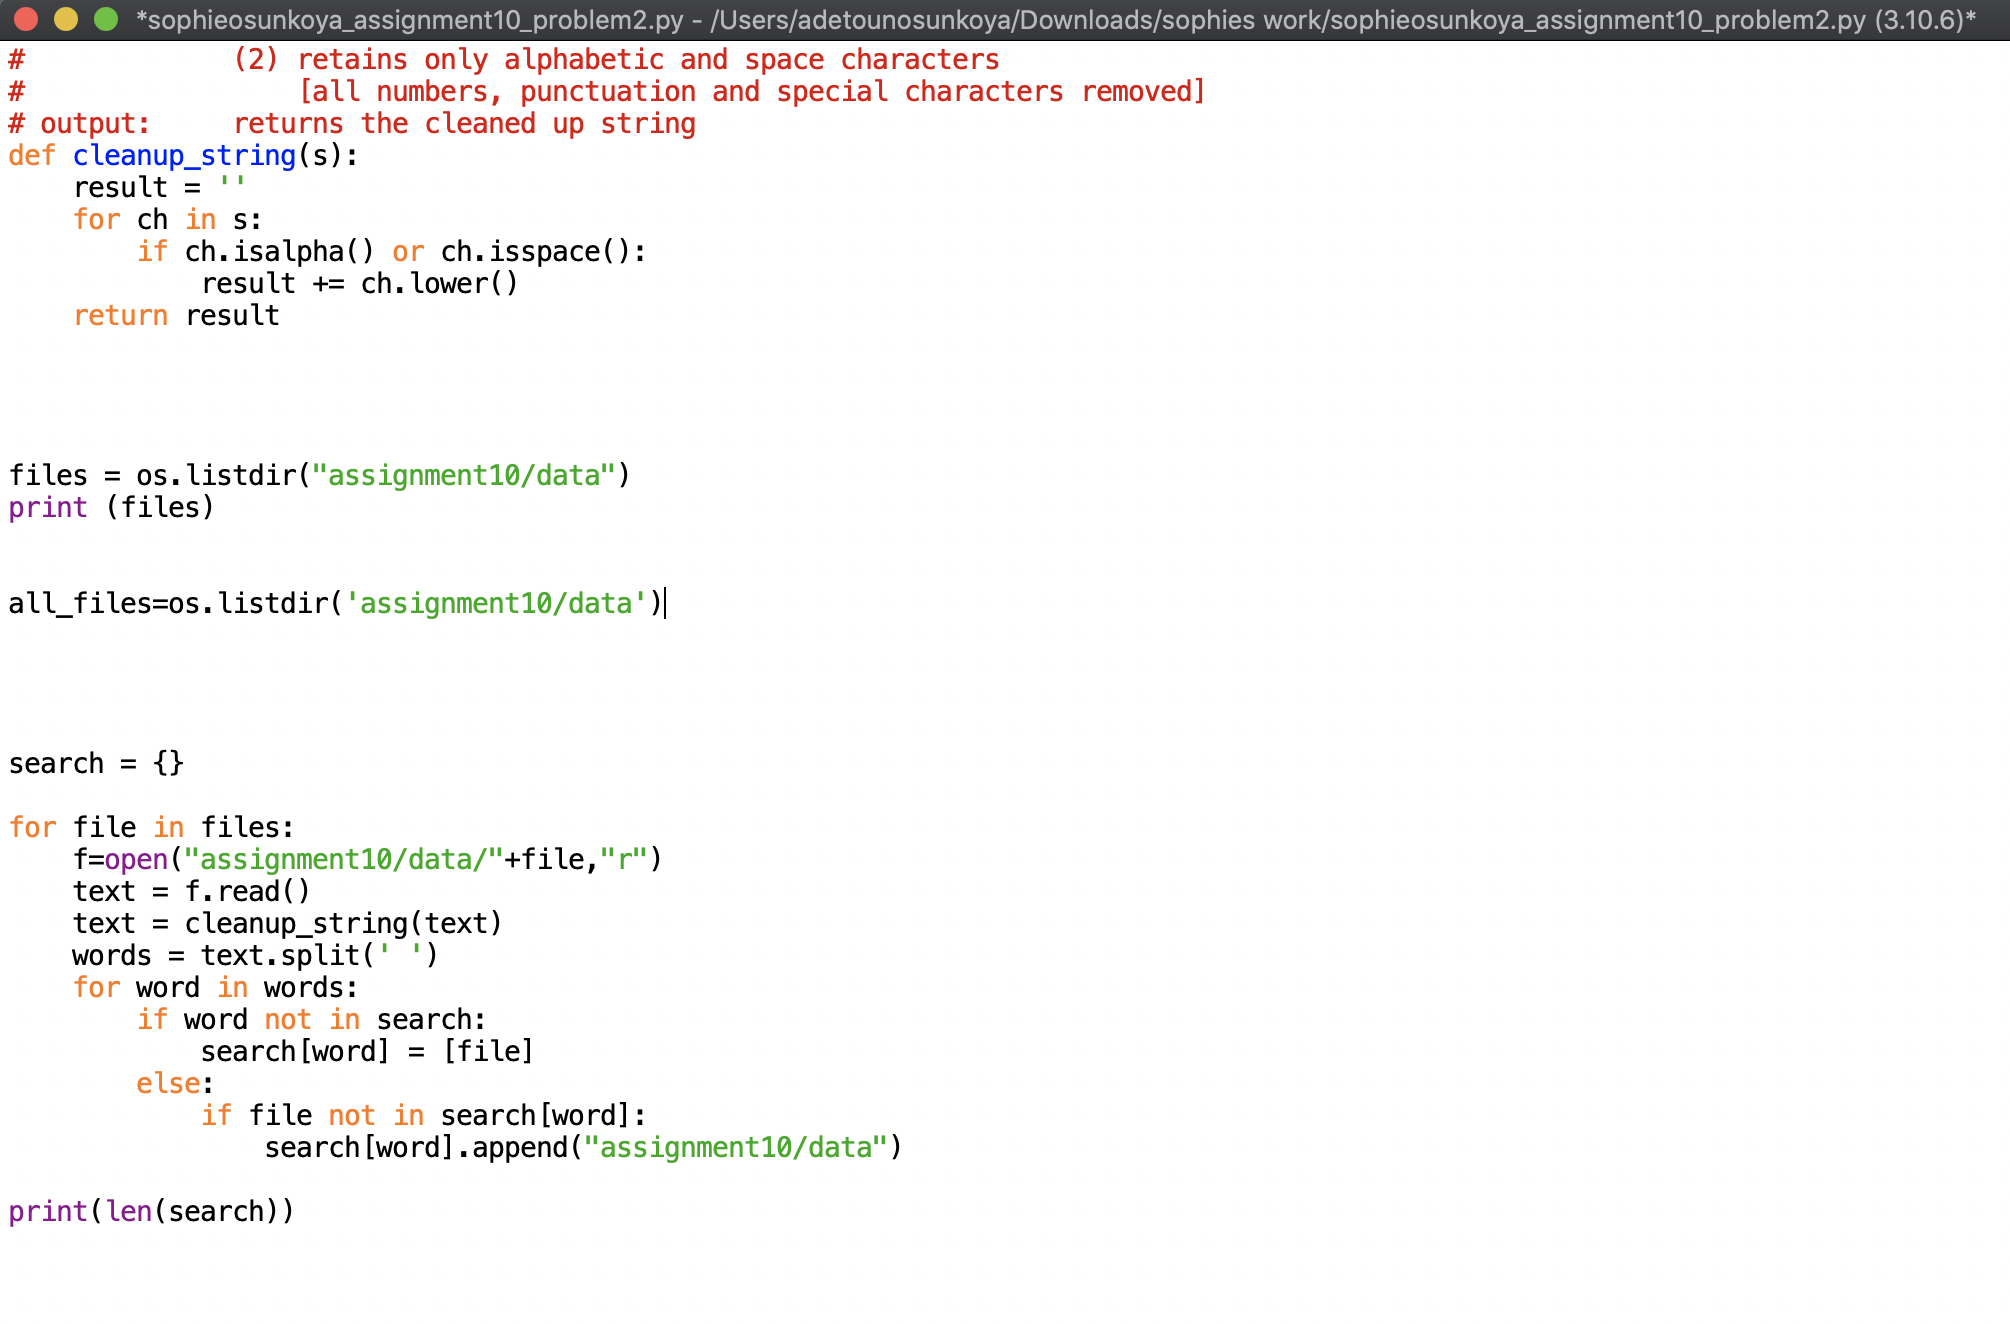 *sophieosunkoya_assignment10_problem2.py - /Users/adetounosunkoya/Downloads/sophies work/sophieosunkoya_assignment10_problem2.py (3.10.6)*
#             (2) retains only alphabetic and space characters
#                 [all numbers, punctuation and special characters removed]
# output:     returns the cleaned up string
def cleanup_string(s):
    result = ''
    for ch in s:
        if ch.isalpha() or ch.isspace():
            result += ch.lower()
    return result
files = os.listdir("assignment10/data")
print (files)
all_files=os.listdir('assignment10/data')
search = {}
for file in files:
    f=open("assignment10/data/"+file,"r")
    text = f.read()
    text = cleanup_string(text)
    words = text.split(' ')
    for word in words:
        if word not in search:
            search[word] = [file]
        else:
            if file not in search[word]:
                search[word].append("assignment10/data")
print(len(search))